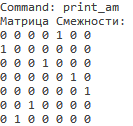 Command: print_am
Матрица Смежности:
0 0 0 0 1 0 0
1 0 0 0 0 0 0
0 0 0 1 0 0 0
0 0 0 0 0 1 0
0 0 0 0 0 0 1
0 0 1 0 0 0 0
0 1 0 0 0 0 0